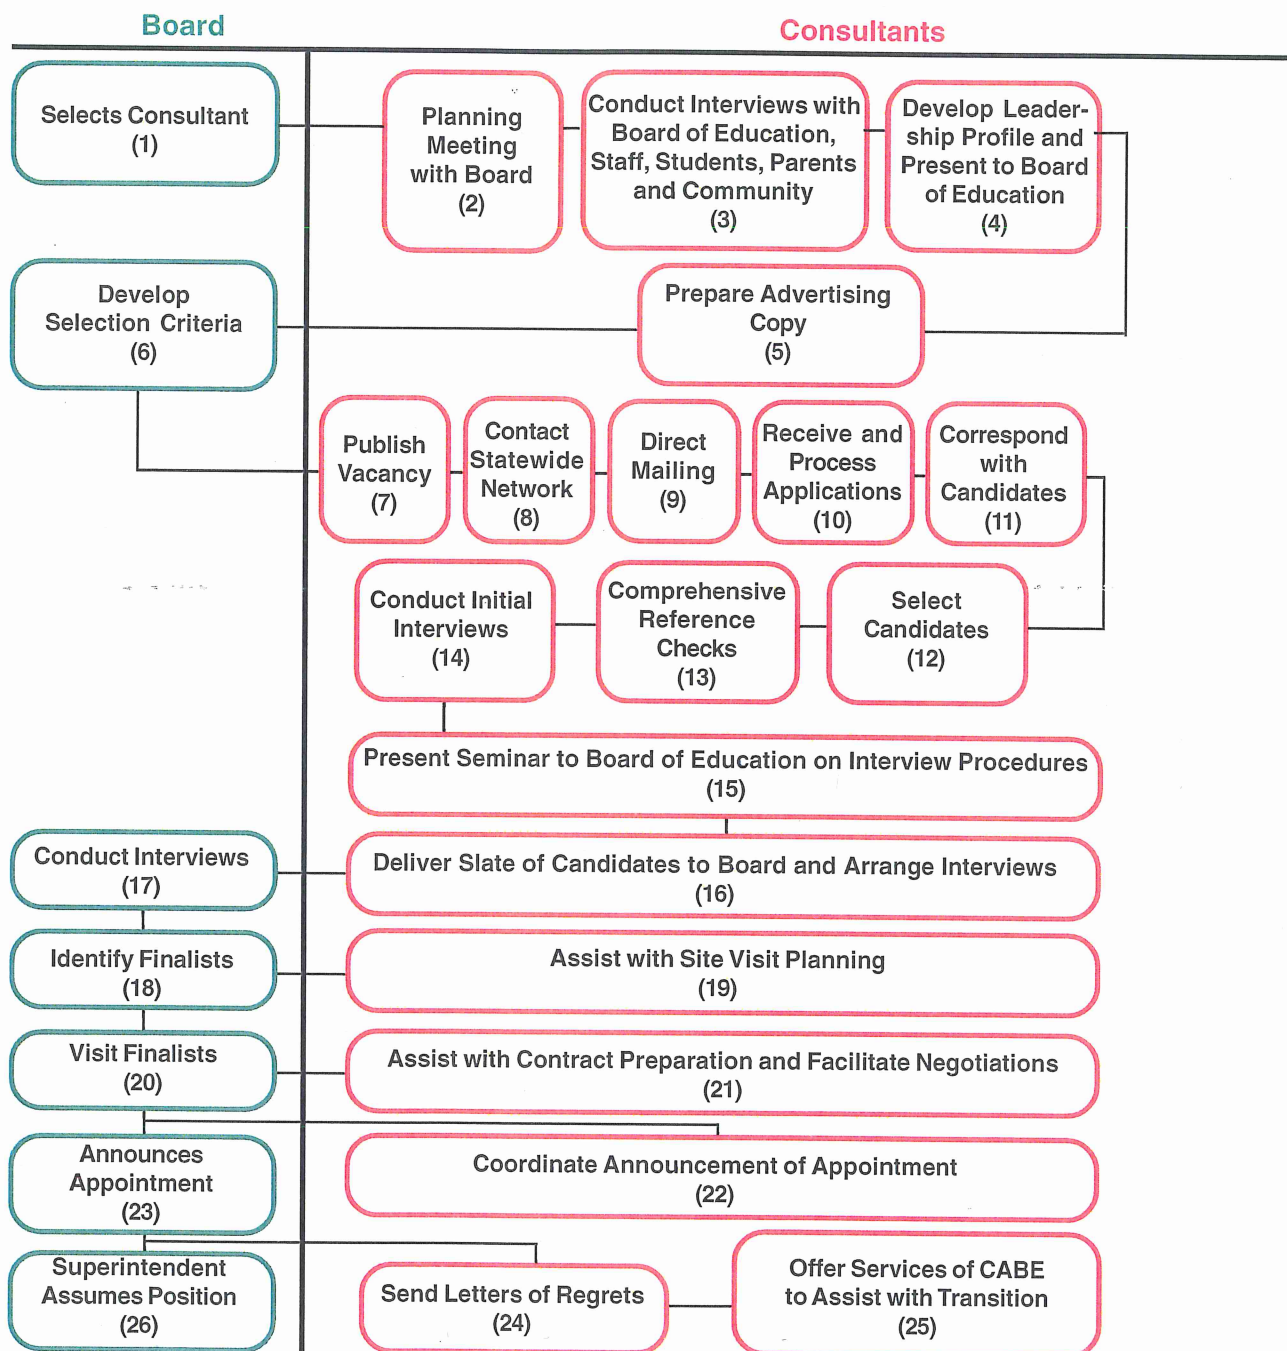 Board
Consultants
Selects Consultant
(1)
Planning
Meeting
with Board
(2)
Conduct Interviews with
Board of Education,
Staff, Students, Parents
and Community
(3)
Develop Leader-
ship Profile and
Present to Board
of Education
(4)
Prepare Advertising
Copy
(5)
Develop
Selection Criteria
(6)
Publish
Vacancy
(7)
Contact
Statewide
Network
(8)
Direct
Mailing
(9)
Receive and
Process
Applications
(10)
Correspond
with
Candidates
(11)
Select
Candidates
(12)
Comprehensive
Reference
Checks
(13)
Conduct Initial
Interviews
(14)
Present Seminar to Board of Education on Interview Procedures
(15)
Deliver Slate of Candidates to Board and Arrange Interviews
(16)
Conduct Interviews
(17)
Identify Finalists
(18)
Assist with Site Visit Planning
(19)
Visit Finalists
(20)
Assist with Contract Preparation and Facilitate Negotiations
(21)
Coordinate Announcement of Appointment
(22)
Announces
Appointment
(23)
Send Letters of Regrets
(24)
Offer Services of CABE
to Assist with Transition
(25)
Superintendent
Assumes Position
(26)